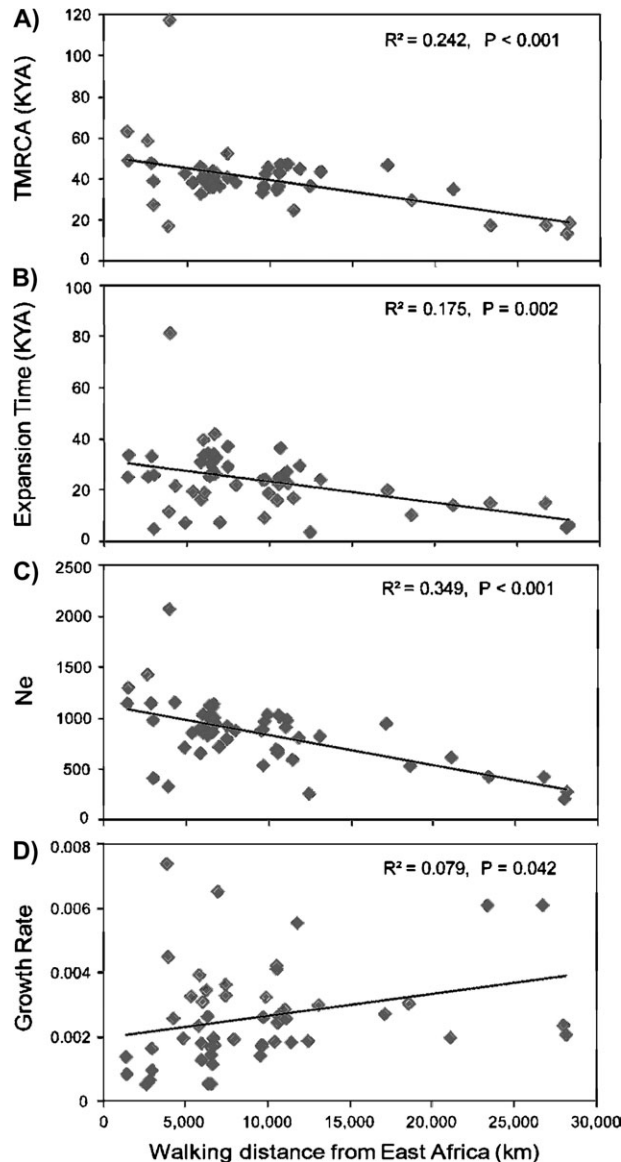 A)
R² = 0.242, P < 0.001
TMRCA (KYA)
120
100
80
60
40
20
0
B)
R² = 0.175, P = 0.002
Expansion Time (KYA)
100
80
60
40
20
0
C)
R² = 0.349, P < 0.001
Ne
2500
2000
1500
1000
500
0
D)
R² = 0.079, P = 0.042
Growth Rate
0.008
0.006
0.004
0.002
0
0 5,000 10,000 15,000 20,000 25,000 30,000
Walking distance from East Africa (km)